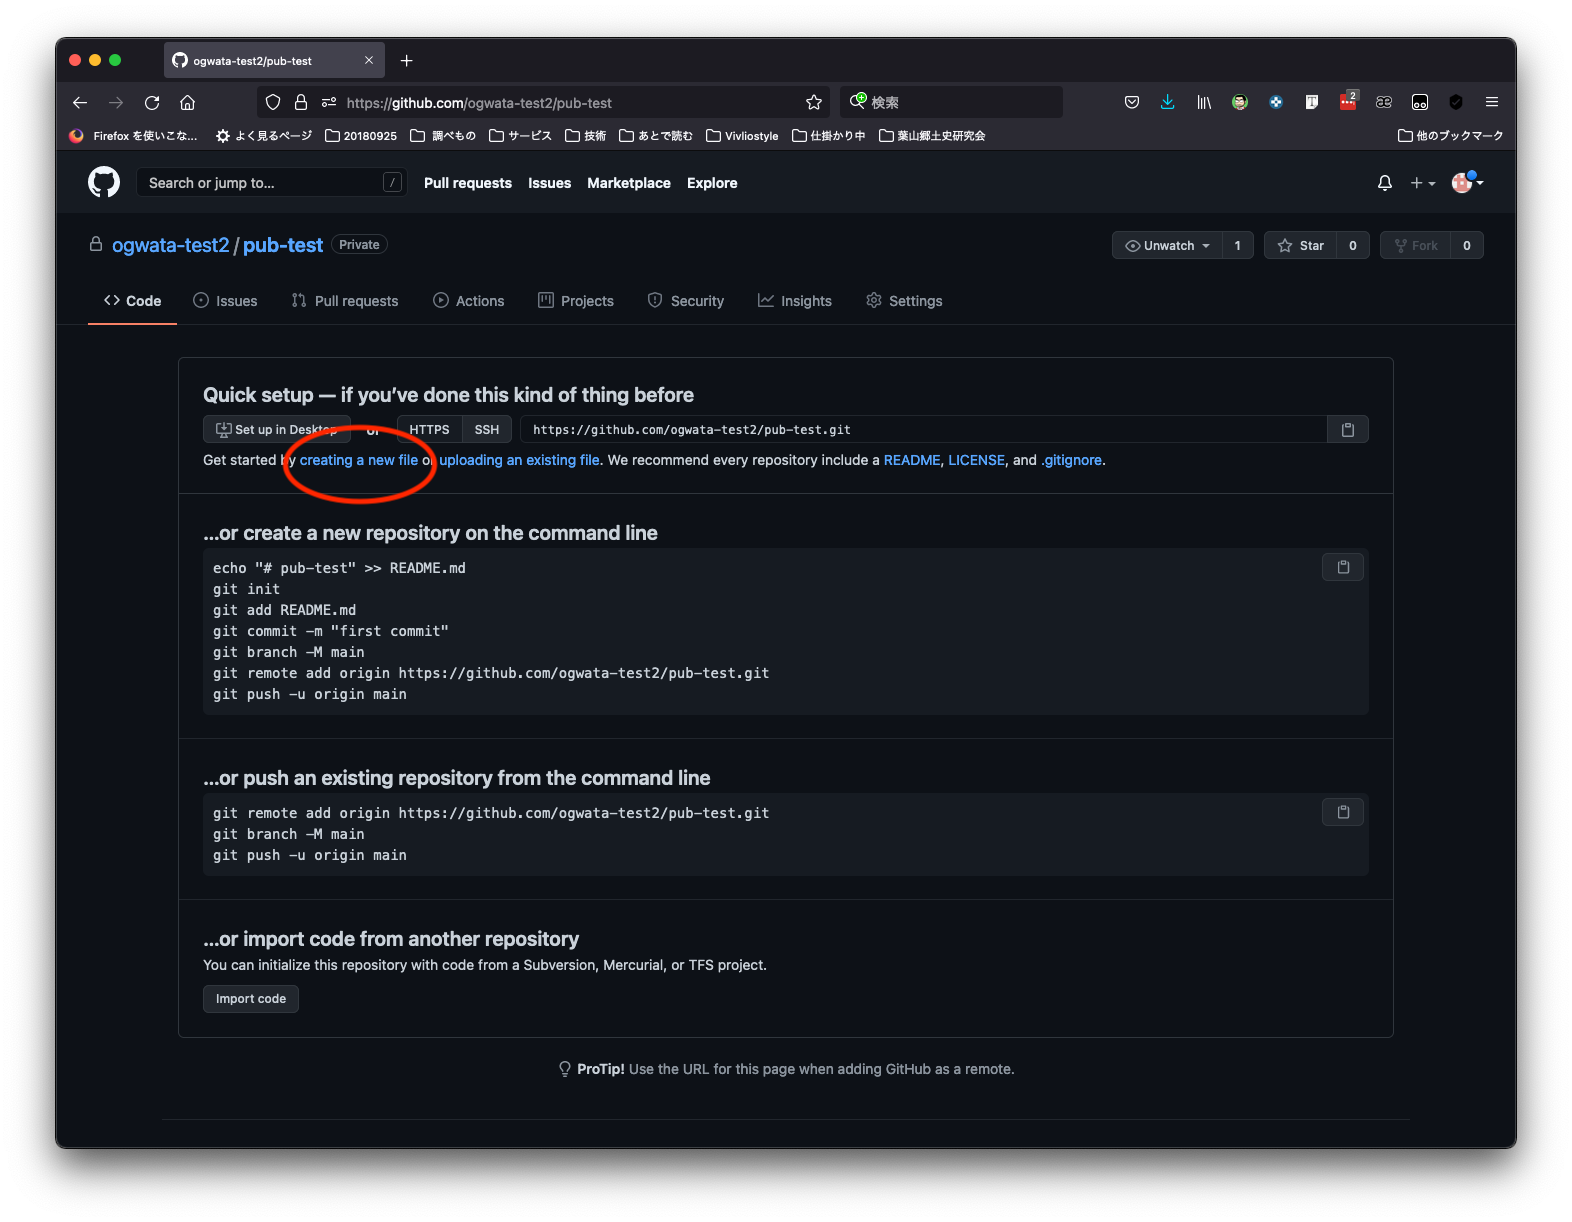 ogwata-test2/pub-test
https://github.com/ogwata-test2/pub-test
検索
2
Firefox を使いこな...
よく見るページ
20180925
調べもの
サービス
技術
あとで読む
Vivliostyle
仕掛かり中
葉山郷土史研究会
他のブックマーク
Search or jump to...
/
Pull requests
Issues
Marketplace
Explore
ogwata-test2 / pub-test
Private
Unwatch
1
Star
0
Fork
0
Code
Issues
Pull requests
Actions
Projects
Security
Insights
Settings
Quick setup — if you've done this kind of thing before
Set up in Desktop
or
HTTPS
SSH
https://github.com/ogwata-test2/pub-test.git
Get started by creating a new file or uploading an existing file. We recommend every repository include a README, LICENSE, and .gitignore.
...or create a new repository on the command line
echo "# pub-test" >> README.md
git init
git add README.md
git commit -m "first commit"
git branch -M main
git remote add origin https://github.com/ogwata-test2/pub-test.git
git push -u origin main
...or push an existing repository from the command line
git remote add origin https://github.com/ogwata-test2/pub-test.git
git branch -M main
git push -u origin main
...or import code from another repository
You can initialize this repository with code from a Subversion, Mercurial, or TFS project.
Import code
ProTip! Use the URL for this page when adding GitHub as a remote.